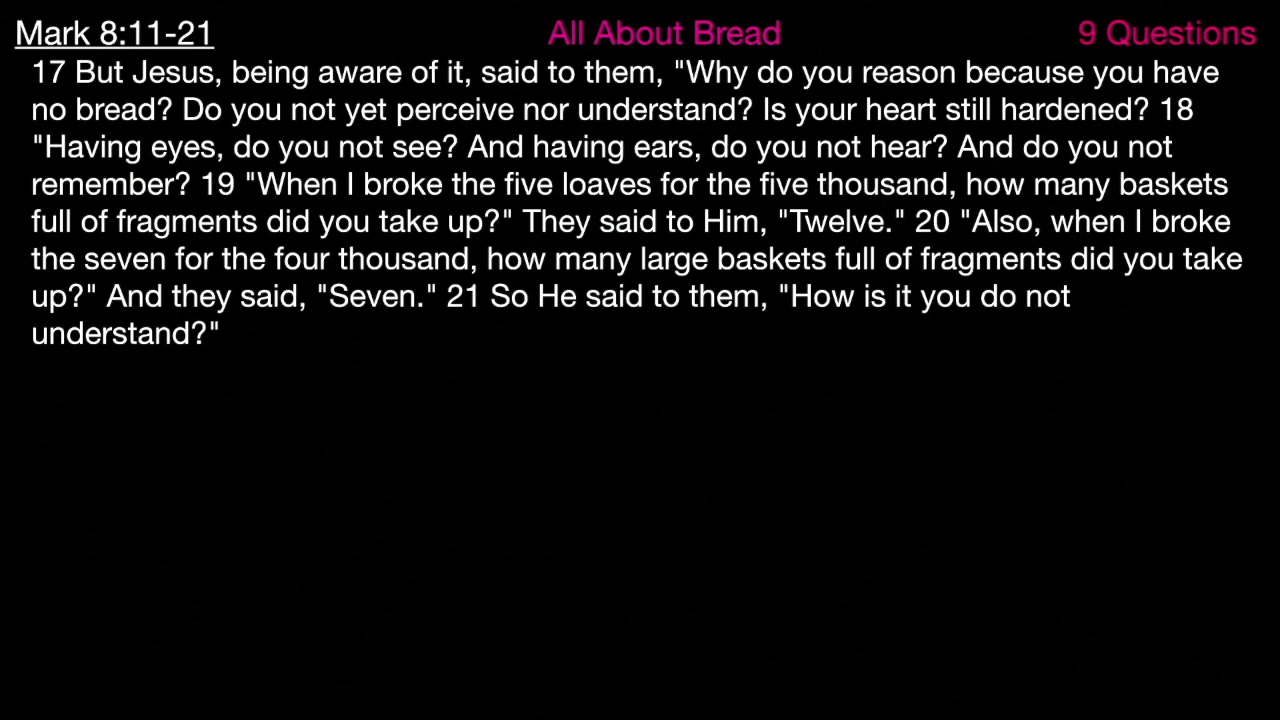 Mark 8:11-21 All About Bread 9 Questions
17 But Jesus, being aware of it, said to them, "Why do you reason because you have
no bread? Do you not yet perceive nor understand? Is your heart still hardened? 18
"Having eyes, do you not see? And having ears, do you not hear? And do you not
remember? 19 "When I broke the five loaves for the five thousand, how many baskets
full of fragments did you take up?" They said to Him, "Twelve." 20 "Also, when I broke
the seven for the four thousand, how many large baskets full of fragments did you take
up?" And they said, "Seven." 21 So He said to them, "How is it you do not
understand?"